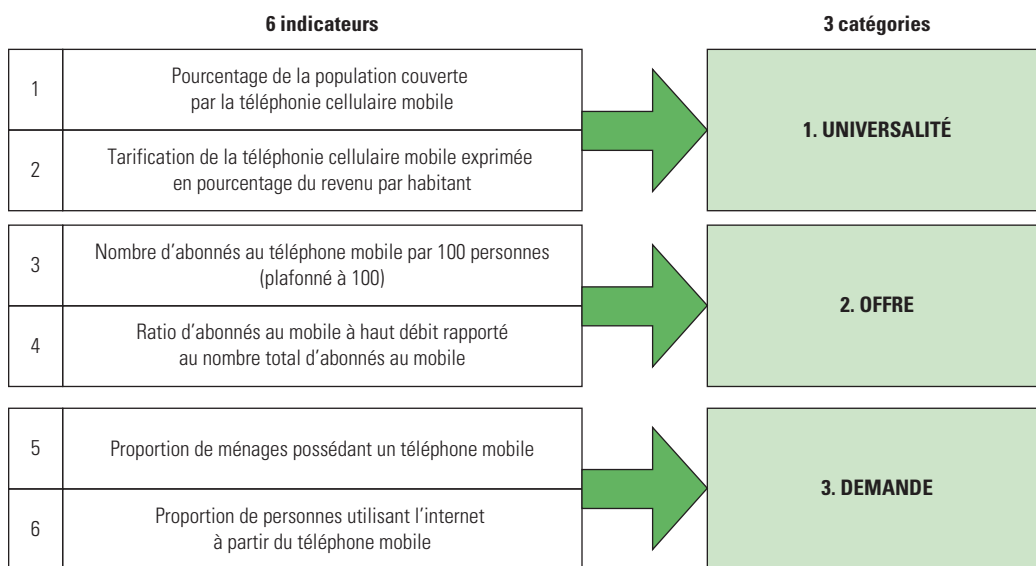 6 indicateurs
3 catégories
1
Pourcentage de la population couverte
par la téléphonie cellulaire mobile
2
Tarification de la téléphonie cellulaire mobile exprimée
en pourcentage du revenu par habitant
1. UNIVERSALITÉ
3
Nombre d'abonnés au téléphone mobile par 100 personnes
(plafonné à 100)
4
Ratio d'abonnés au mobile à haut débit rapporté
au nombre total d'abonnés au mobile
2. OFFRE
5
Proportion de ménages possédant un téléphone mobile
6
Proportion de personnes utilisant l'internet
à partir du téléphone mobile
3. DEMANDE